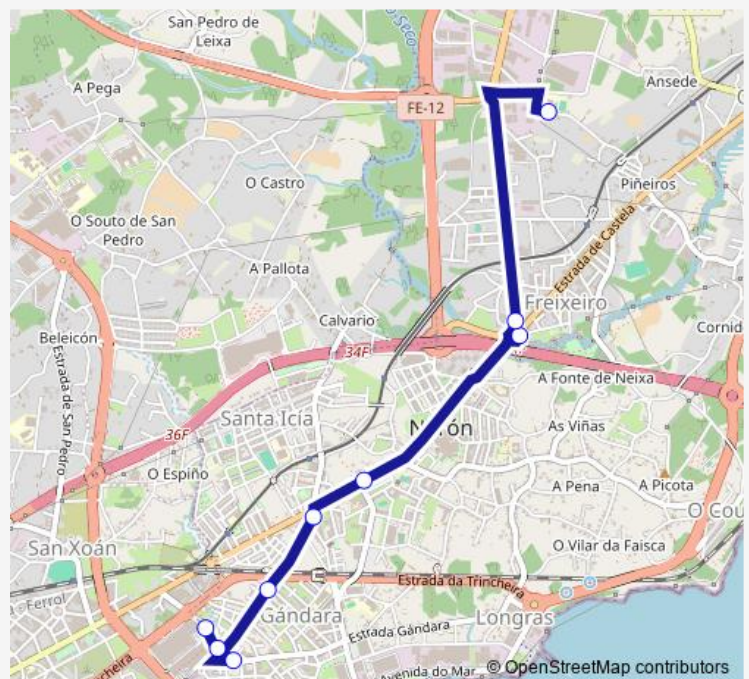 San Pedro de
Leixa
A Pega
FE-12
Ansede
O Castro
Piñeiros
O Souto de San
Pedro
Estrada de Castela
A Pallota
Freixeiro
Calvario
Beleicón
34F
A Fonte de Neixa
Estrada de San Pedro
Santa Icía
36F
As Viñas
O Espiño
A Pena
A Picota
San Xoán
O Vilar da Faisca
Ferrol
Estrada da Trincheira
Gándara
Longras
Estrada Gándara
Avenida do Mar
© OpenStreetMap contributors